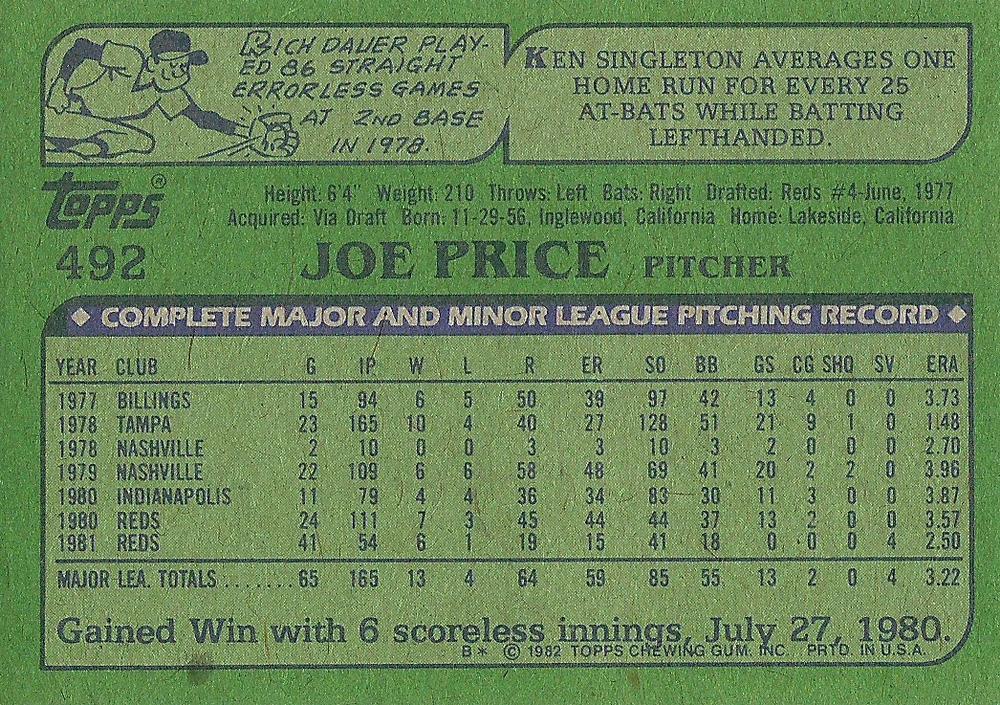 RICH DAUER PLAY-
ED 86 STRAIGHT
ERRORLESS GAMES
AT 2ND BASE
IN 1978.
KEN SINGLETON AVERAGES ONE
HOME RUN FOR EVERY 25
AT-BATS WHILE BATTING
LEFTHANDED.
Topps®
Height: 6'4" Weight: 210 Throws: Left Bats: Right Drafted: Reds #4-June, 1977
Acquired: Via Draft Born: 11-29-56, Inglewood, California Home: Lakeside, California
492 JOE PRICE PITCHER
◆ COMPLETE MAJOR AND MINOR LEAGUE PITCHING RECORD ◆
YEAR CLUB G IP W L R ER SO BB GS CG SHO SV ERA
1977 BILLINGS 15 94 6 5 50 39 97 42 13 4 0 0 3.73
1978 TAMPA 23 165 10 4 40 27 128 51 21 9 1 0 1.48
1978 NASHVILLE 2 10 0 0 3 3 10 3 2 0 0 0 2.70
1979 NASHVILLE 22 109 6 6 58 48 69 41 20 2 2 0 3.96
1980 INDIANAPOLIS 11 79 4 4 36 34 83 30 11 3 0 0 3.87
1980 REDS 24 111 7 3 45 44 44 37 13 2 0 0 3.57
1981 REDS 41 54 6 1 19 15 41 18 0 0 0 4 2.50
MAJOR LEA. TOTALS........ 65 165 13 4 64 59 85 55 13 2 0 4 3.22
Gained Win with 6 scoreless innings, July 27, 1980.
B* © 1982 TOPPS CHEWING GUM, INC. PRTD. IN U.S.A.